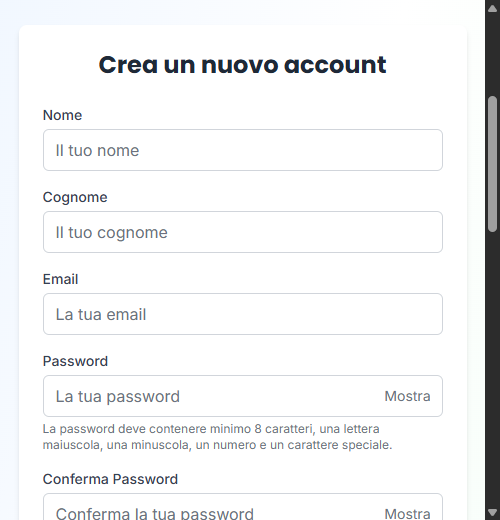 Crea un nuovo account
Nome
Il tuo nome
Cognome
Il tuo cognome
Email
La tua email
Password
La tua password Mostra
La password deve contenere minimo 8 caratteri, una lettera
maiuscola, una minuscola, un numero e un carattere speciale.
Conferma Password
Conferma la tua password Mostra